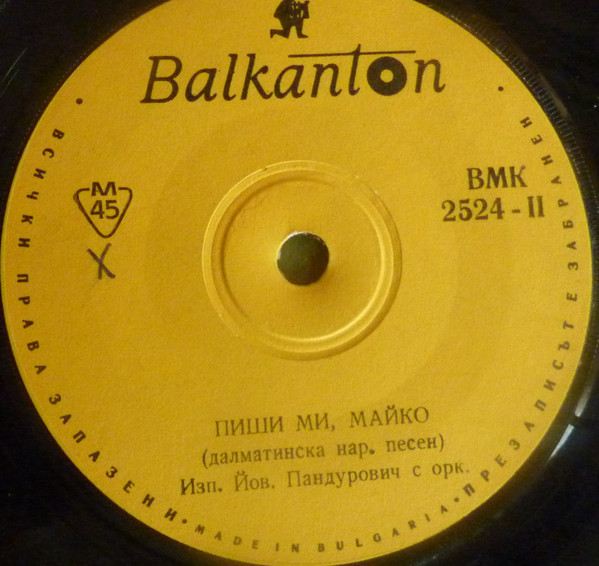 Balkanton
M
45
X
ВМК
2524 - II
ПИШИ МИ, МАЙКО
(далматинска нар. песен)
Изп. Йов. Пандурович с орк.
• ВСИЧКИ ПРАВА ЗАПАЗЕНИ • MADE IN BULGARIA • ПРЕЗАПИСЪТ Е ЗАБРАНЕН •